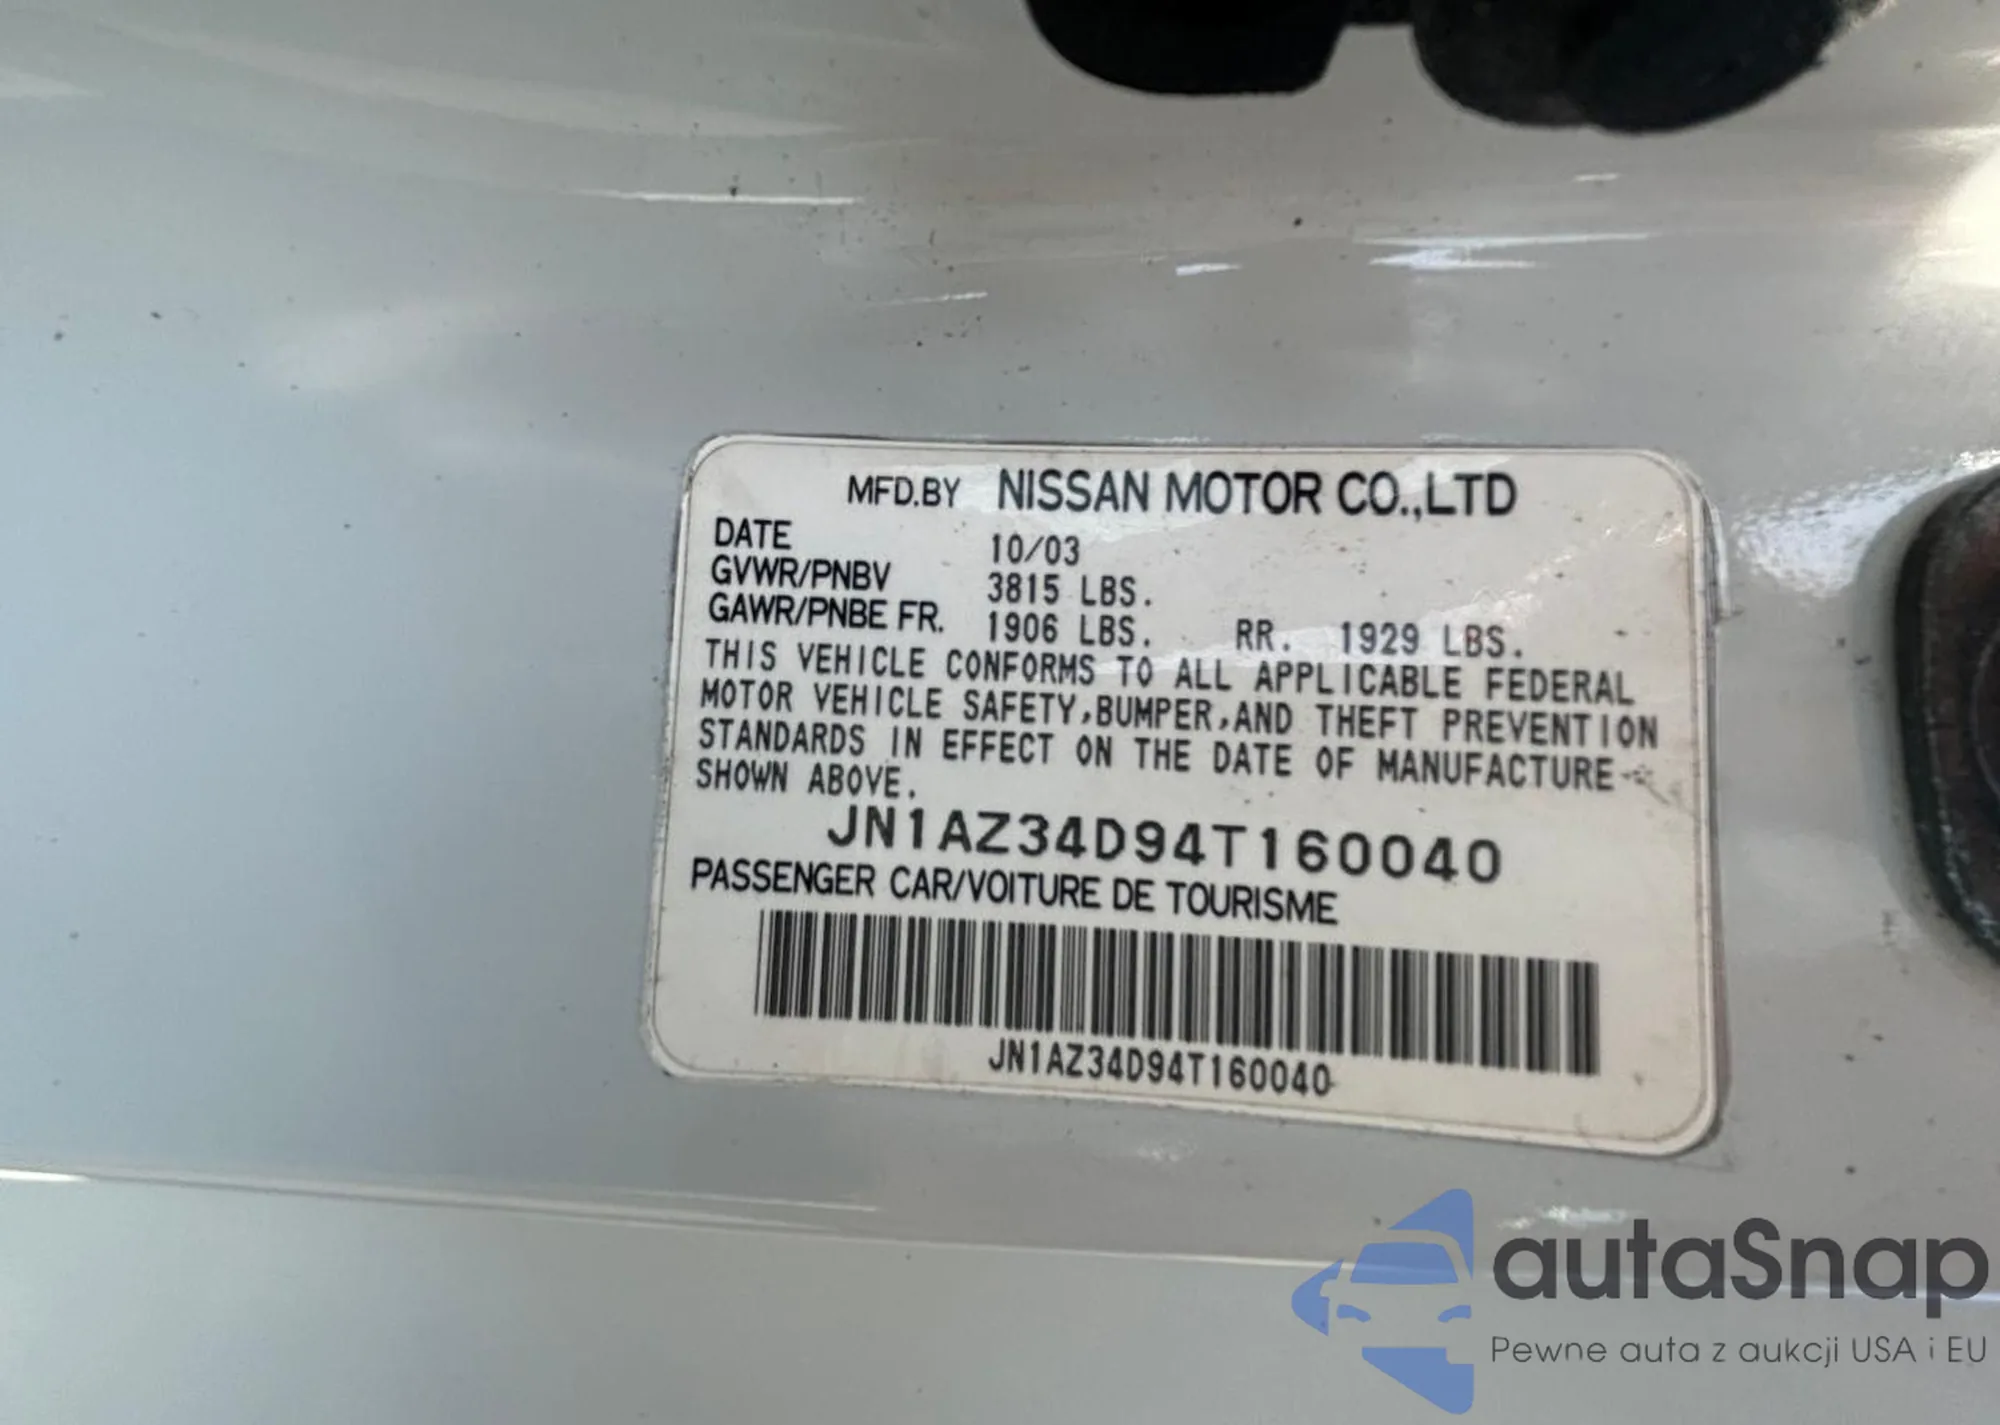 MFD.BY NISSAN MOTOR CO.,LTD
DATE 10/03
GVWR/PNBV 3815 LBS.
GAWR/PNBE FR. 1906 LBS. RR. 1929 LBS.
THIS VEHICLE CONFORMS TO ALL APPLICABLE FEDERAL
MOTOR VEHICLE SAFETY,BUMPER,AND THEFT PREVENTION
STANDARDS IN EFFECT ON THE DATE OF MANUFACTURE
SHOWN ABOVE.
JN1AZ34D94T160040
PASSENGER CAR/VOITURE DE TOURISME
JN1AZ34D94T160040
autaSnap
Pewne auta z aukcji USA i EU